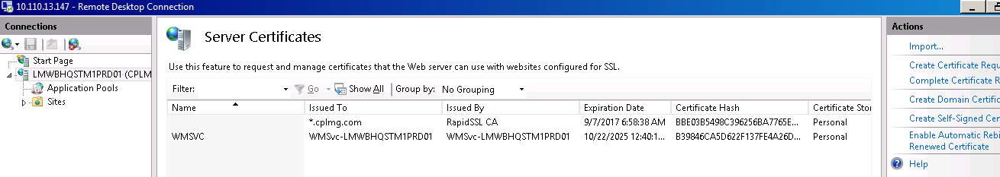 10.110.13.147 - Remote Desktop Connection
Connections
Start Page
LMWBHQSTM1PRD01 (CPLM
Application Pools
Sites
Server Certificates
Use this feature to request and manage certificates that the Web server can use with websites configured for SSL.
Filter: Go Show All Group by: No Grouping
Name Issued To Issued By Expiration Date Certificate Hash Certificate Stor
*.cplmg.com RapidSSL CA 9/7/2017 6:58:38 AM BBE03B5498C396256BA7765E... Personal
WMSVC WMSvc-LMWBHQSTM1PRD01 WMSvc-LMWBHQSTM1PRD01 10/22/2025 12:40:1... B39846CA5D622F137FE4A26D... Personal
Actions
Import...
Create Certificate Requ
Complete Certificate R
Create Domain Certific
Create Self-Signed Cer
Enable Automatic Rebi
Renewed Certificate
Help